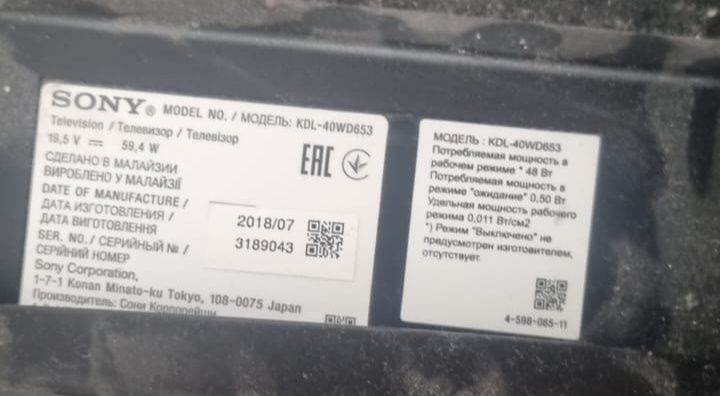 SONY® MODEL NO. / МОДЕЛЬ: KDL-40WD653
Television / Телевизор / Телевізор
19,5 V ⎓ 59,4 W
СДЕЛАНО В МАЛАЙЗИИ
ВИРОБЛЕНО У МАЛАЙЗІЇ
DATE OF MANUFACTURE /
ДАТА ИЗГОТОВЛЕНИЯ /
ДАТА ВИГОТОВЛЕННЯ
SER. NO. / СЕРИЙНЫЙ № /
СЕРІЙНИЙ НОМЕР
EAC
2018/07
3189043
Sony Corporation,
1-7-1 Konan Minato-ku Tokyo, 108-0075 Japan
Производитель: Сони Корпорейшн
МОДЕЛЬ : KDL-40WD653
Потребляемая мощность в
рабочем режиме * 48 Вт
Потребляемая мощность в
режиме "ожидание" 0,50 Вт
Удельная мощность рабочего
режима 0,011 Вт/см2
*) Режим "Выключено" не
предусмотрен изготовителем,
отсутствует.
4-598-065-11